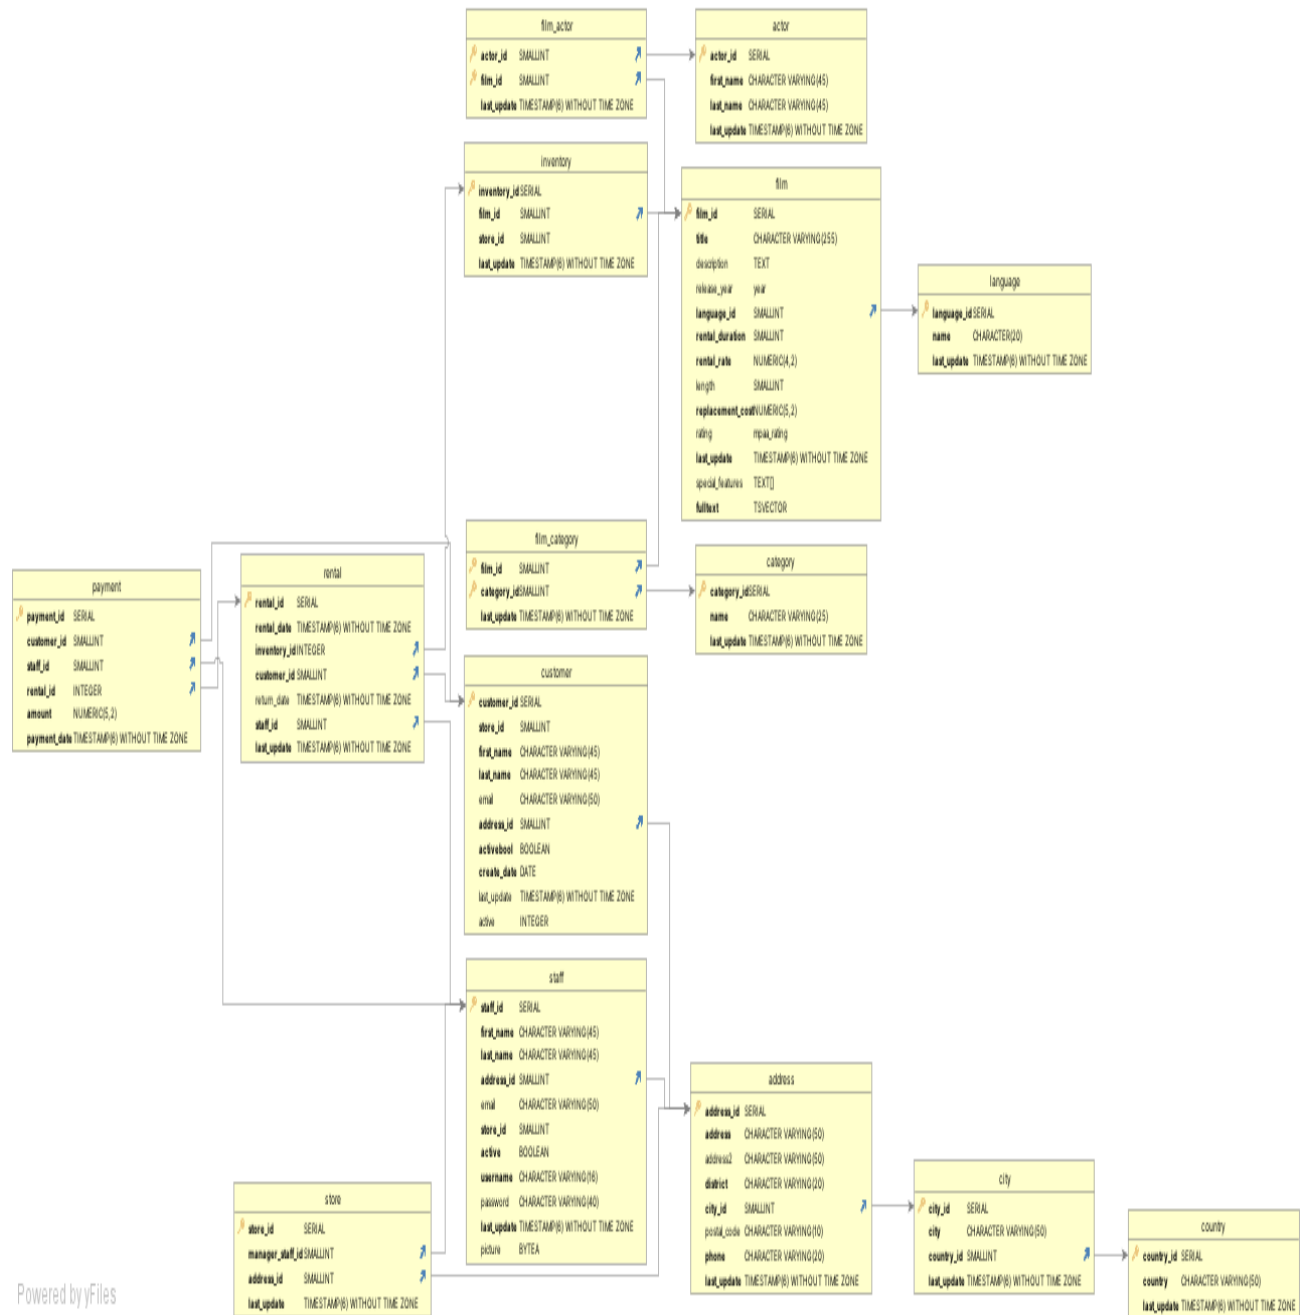 film_actor
actor_id SMALLINT
film_id SMALLINT
last_update TIMESTAMP(6) WITHOUT TIME ZONE
actor
actor_id SERIAL
first_name CHARACTER VARYING(45)
last_name CHARACTER VARYING(45)
last_update TIMESTAMP(6) WITHOUT TIME ZONE
inventory
inventory_id SERIAL
film_id SMALLINT
store_id SMALLINT
last_update TIMESTAMP(6) WITHOUT TIME ZONE
film
film_id SERIAL
title CHARACTER VARYING(255)
description TEXT
release_year year
language_id SMALLINT
rental_duration SMALLINT
rental_rate NUMERIC(4,2)
length SMALLINT
replacement_cost NUMERIC(5,2)
rating mpaa_rating
last_update TIMESTAMP(6) WITHOUT TIME ZONE
special_features TEXT[]
fulltext TSVECTOR
language
language_id SERIAL
name CHARACTER(20)
last_update TIMESTAMP(6) WITHOUT TIME ZONE
film_category
film_id SMALLINT
category_id SMALLINT
last_update TIMESTAMP(6) WITHOUT TIME ZONE
category
category_id SERIAL
name CHARACTER VARYING(25)
last_update TIMESTAMP(6) WITHOUT TIME ZONE
payment
payment_id SERIAL
customer_id SMALLINT
staff_id SMALLINT
rental_id INTEGER
amount NUMERIC(5,2)
payment_date TIMESTAMP(6) WITHOUT TIME ZONE
rental
rental_id SERIAL
rental_date TIMESTAMP(6) WITHOUT TIME ZONE
inventory_id INTEGER
customer_id SMALLINT
return_date TIMESTAMP(6) WITHOUT TIME ZONE
staff_id SMALLINT
last_update TIMESTAMP(6) WITHOUT TIME ZONE
customer
customer_id SERIAL
store_id SMALLINT
first_name CHARACTER VARYING(45)
last_name CHARACTER VARYING(45)
email CHARACTER VARYING(50)
address_id SMALLINT
activebool BOOLEAN
create_date DATE
last_update TIMESTAMP(6) WITHOUT TIME ZONE
active INTEGER
staff
staff_id SERIAL
first_name CHARACTER VARYING(45)
last_name CHARACTER VARYING(45)
address_id SMALLINT
email CHARACTER VARYING(50)
store_id SMALLINT
active BOOLEAN
username CHARACTER VARYING(16)
password CHARACTER VARYING(40)
last_update TIMESTAMP(6) WITHOUT TIME ZONE
picture BYTEA
store
store_id SERIAL
manager_staff_id SMALLINT
address_id SMALLINT
last_update TIMESTAMP(6) WITHOUT TIME ZONE
address
address_id SERIAL
address CHARACTER VARYING(50)
address2 CHARACTER VARYING(50)
district CHARACTER VARYING(20)
city_id SMALLINT
postal_code CHARACTER VARYING(10)
phone CHARACTER VARYING(20)
last_update TIMESTAMP(6) WITHOUT TIME ZONE
city
city_id SERIAL
city CHARACTER VARYING(50)
country_id SMALLINT
last_update TIMESTAMP(6) WITHOUT TIME ZONE
country
country_id SERIAL
country CHARACTER VARYING(50)
last_update TIMESTAMP(6) WITHOUT TIME ZONE
Powered by yFiles